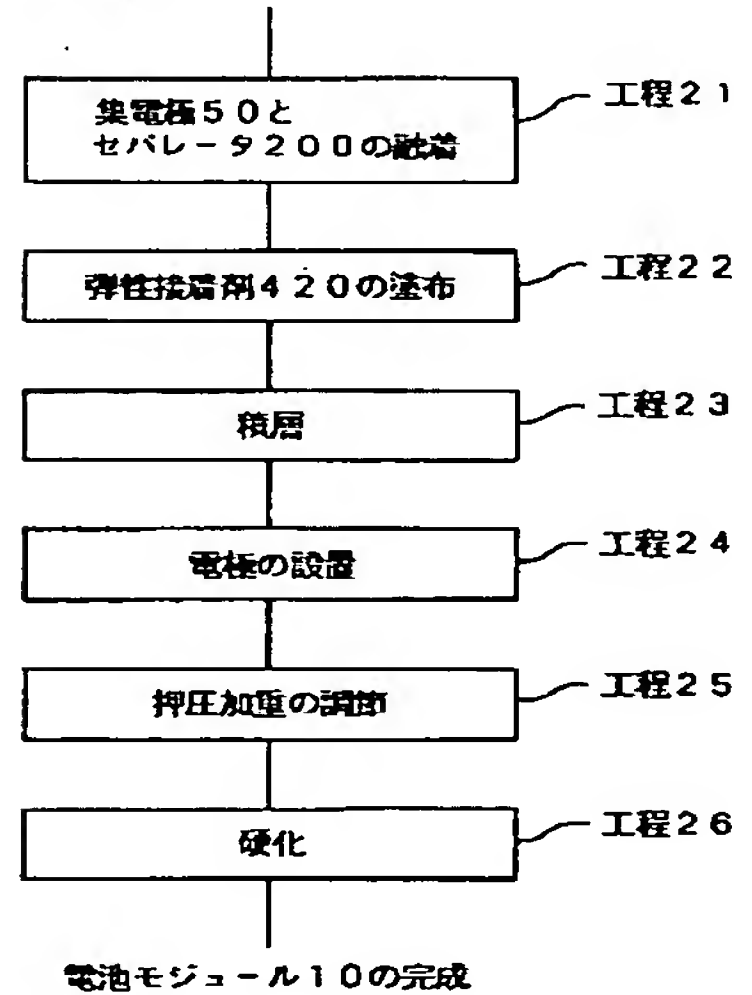 集電極50と
セパレータ200の融着
工程21
弾性接着剤420の塗布
工程22
積層
工程23
電極の設置
工程24
押圧加重の調節
工程25
硬化
工程26
電池モジュール10の完成